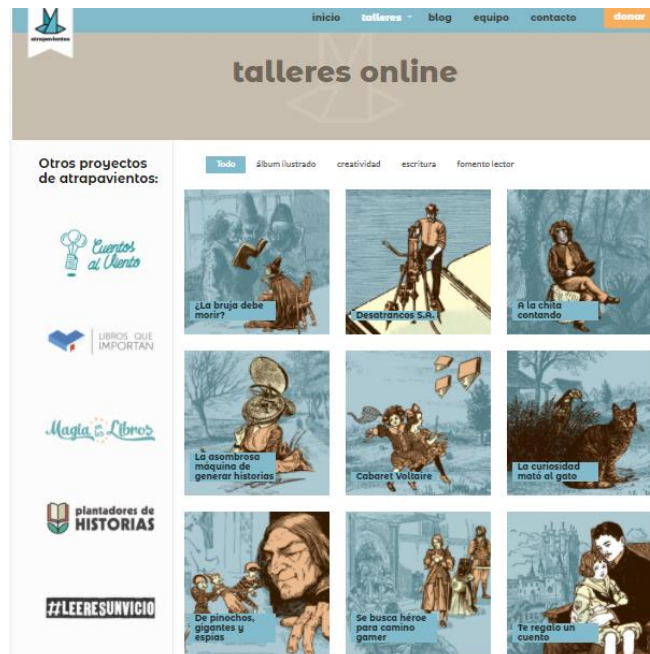 atrapavientos
inicio talleres blog equipo contacto donar
talleres online
Otros proyectos
de atrapavientos:
Todo álbum ilustrado creatividad escritura fomento lector
Cuentos
al Viento
LIBROS QUE
IMPORTAN
Magia en los Libros
plantadores de
HISTORIAS
#LEERESUNVICIO
¿La bruja debe
morir?
Desatrancos S.A.
A la chita
contando
La asombrosa
máquina de
generar historias
Cabaret Voltaire
La curiosidad
mató al gato
De pinochos,
gigantes y
espías
Se busca héroe
para camino
gamer
Te regalo un
cuento